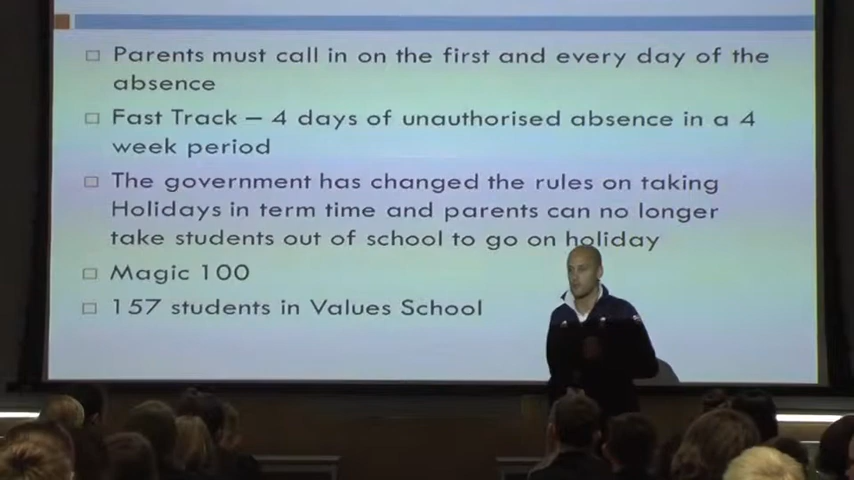 Parents must call in on the first and every day of the
absence
Fast Track – 4 days of unauthorised absence in a 4
week period
The government has changed the rules on taking
Holidays in term time and parents can no longer
take students out of school to go on holiday
Magic 100
157 students in Values School